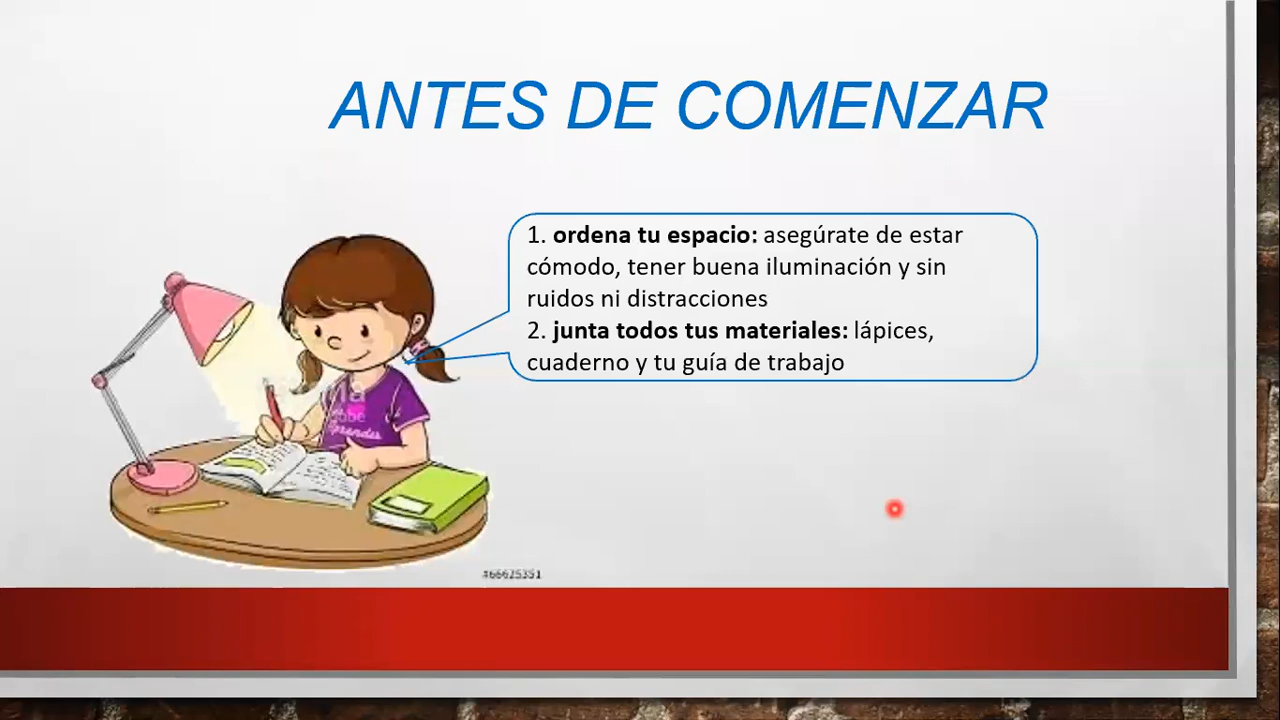 ANTES DE COMENZAR
1. ordena tu espacio: asegúrate de estar
cómodo, tener buena iluminación y sin
ruidos ni distracciones
2. junta todos tus materiales: lápices,
cuaderno y tu guía de trabajo
Aprender
#66625351